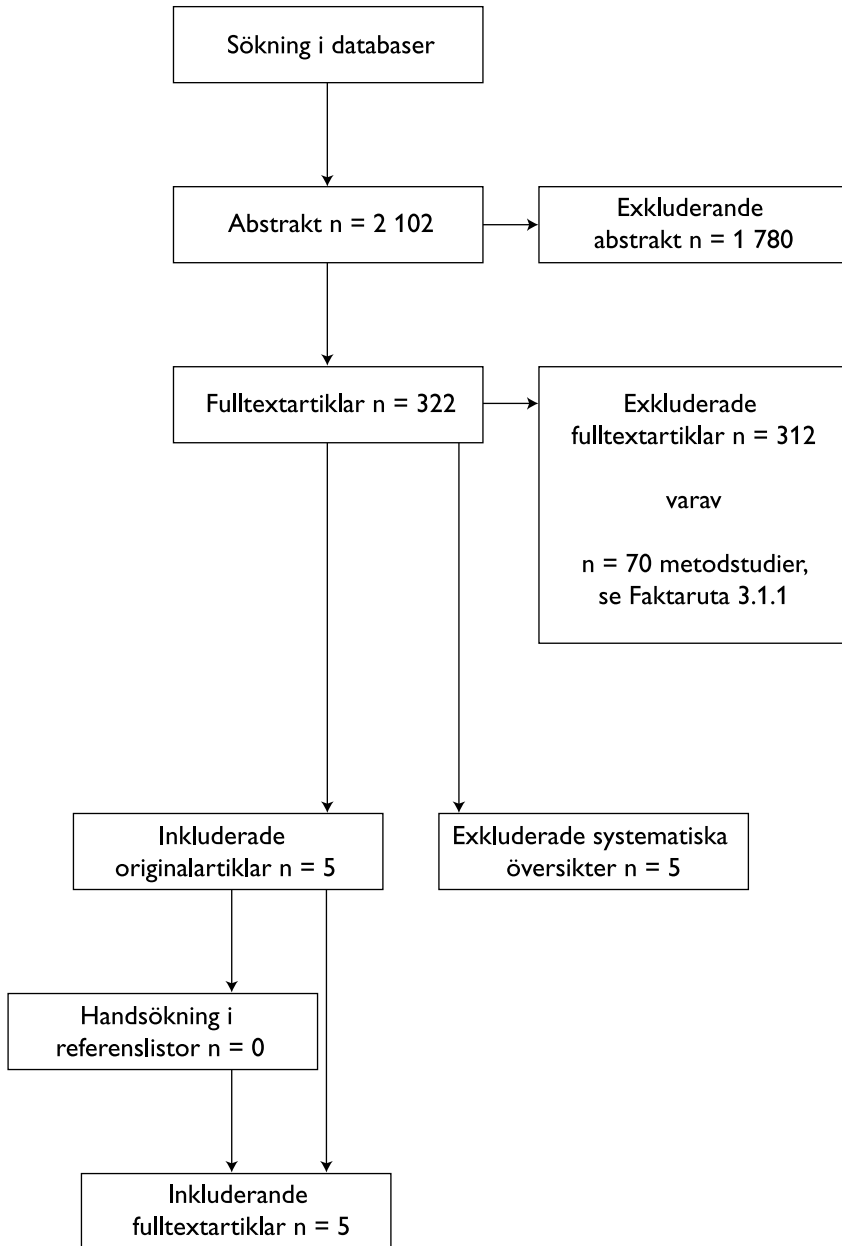 Sökning i databaser
Abstrakt n = 2 102
Exkluderande
abstrakt n = 1 780
Fulltextartiklar n = 322
Exkluderade
fulltextartiklar n = 312
varav
n = 70 metodstudier,
se Faktaruta 3.1.1
Inkluderade
originalartiklar n = 5
Exkluderade systematiska
översikter n = 5
Handsökning i
referenslistor n = 0
Inkluderande
fulltextartiklar n = 5